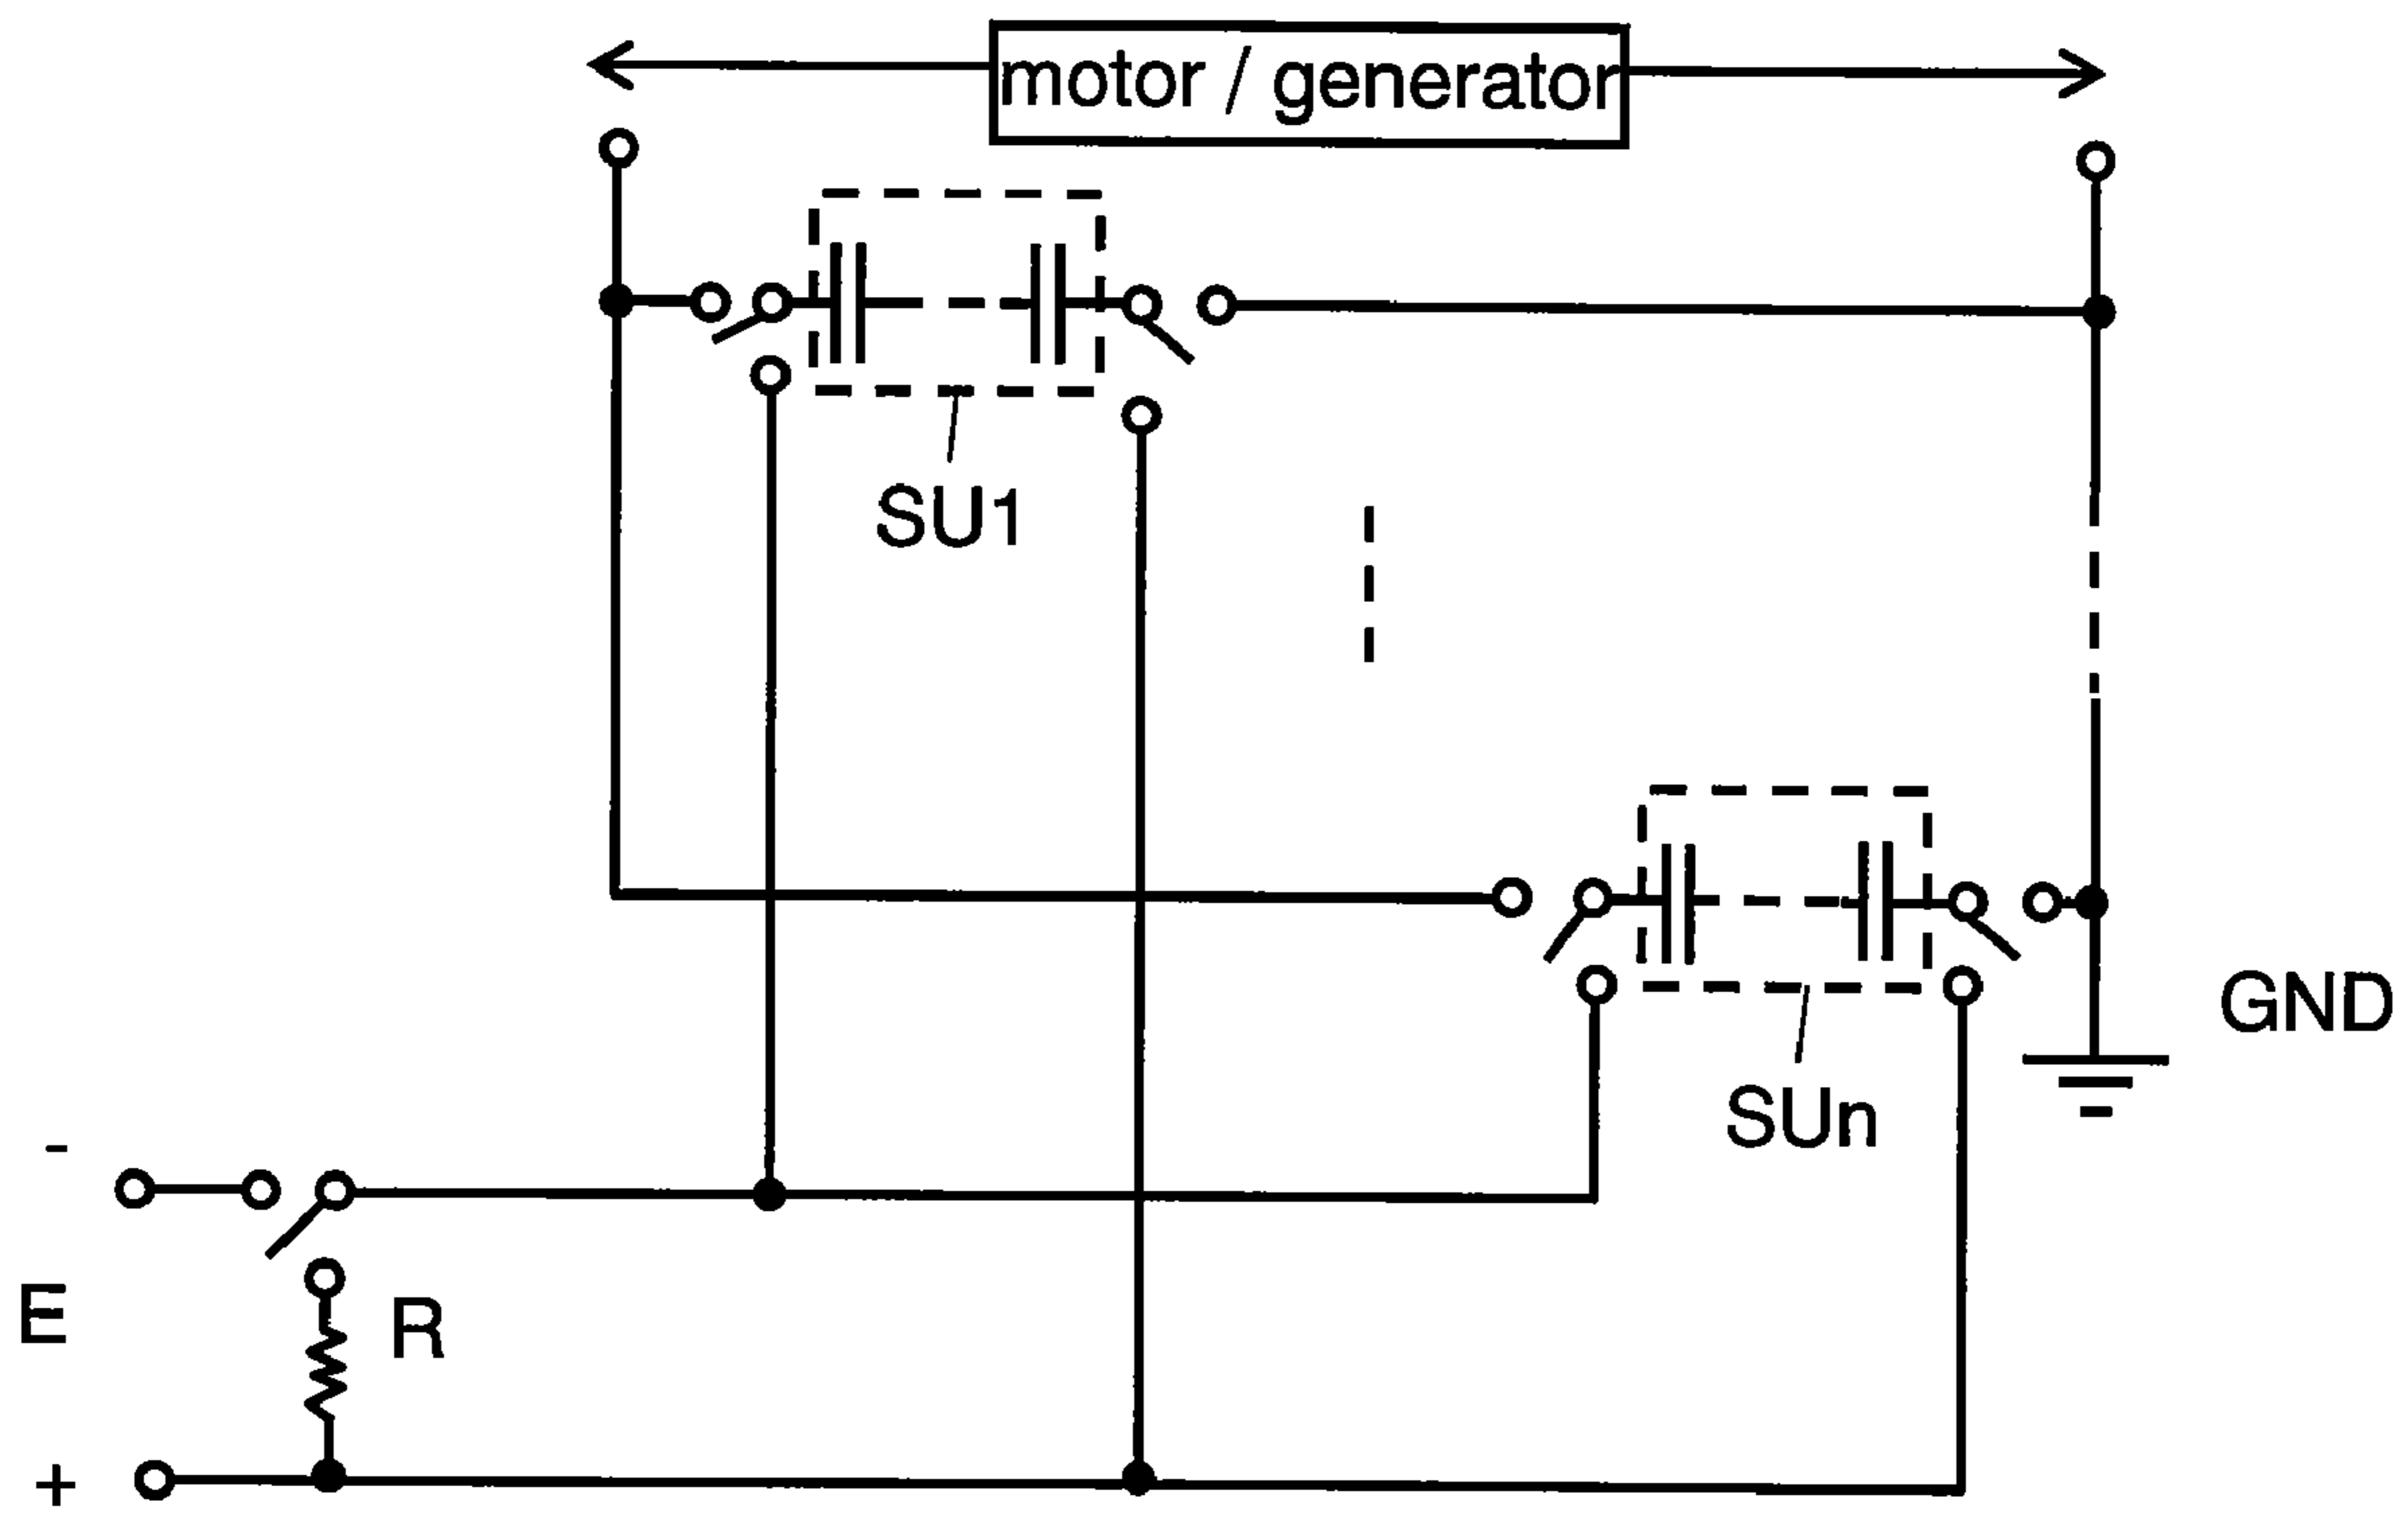 motor / generator
SU1
SUn
GND
-
E
R
+